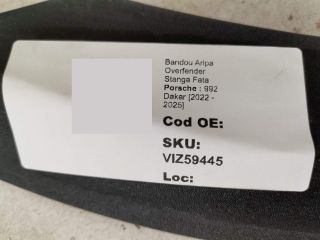 Bandou Aripa
Overfender
Stanga Fata
Porsche : 992
Dakar [2022 -
2025]
Cod OE:
SKU:
VIZ59445
Loc: